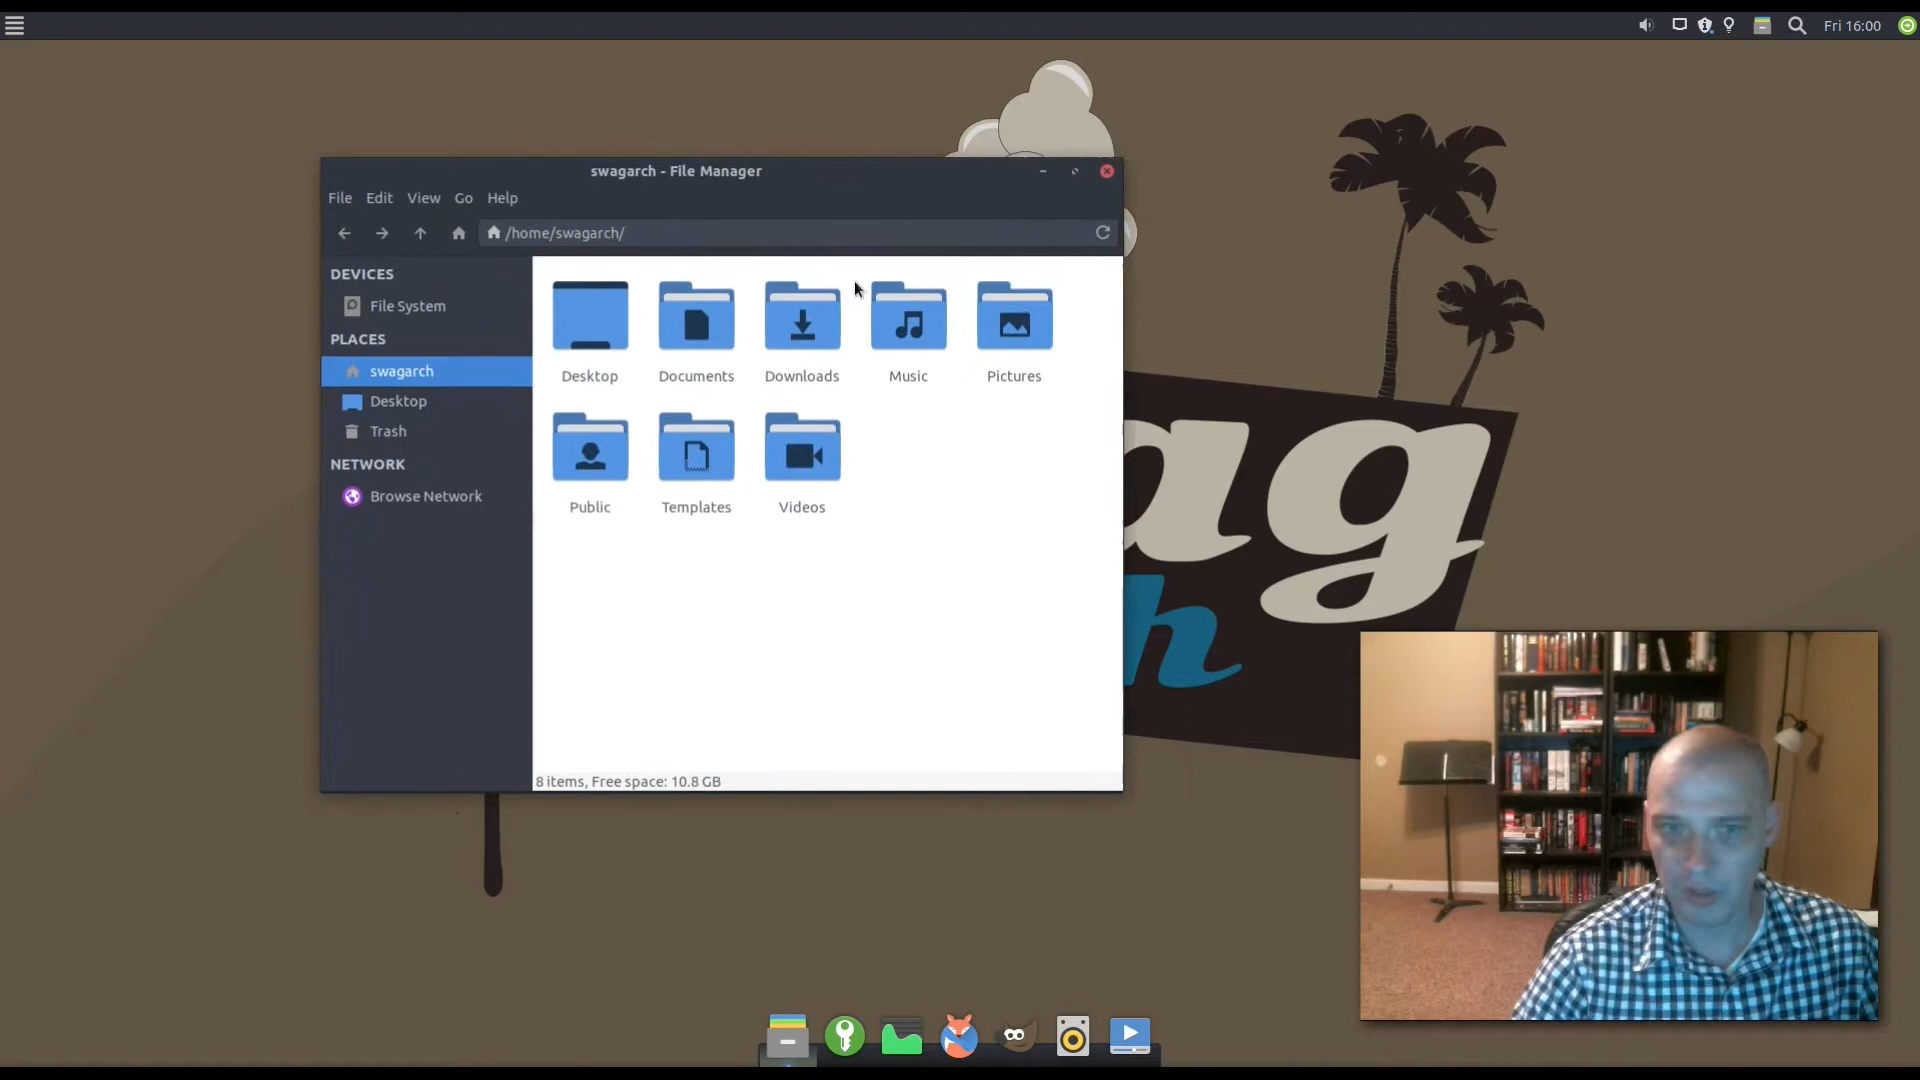 Fri 16:00
swagarch - File Manager
File Edit View Go Help
/home/swagarch/
DEVICES
File System
PLACES
swagarch
Desktop
Trash
NETWORK
Browse Network
Desktop Documents Downloads Music Pictures
Public Templates Videos
8 items, Free space: 10.8 GB
ag
h